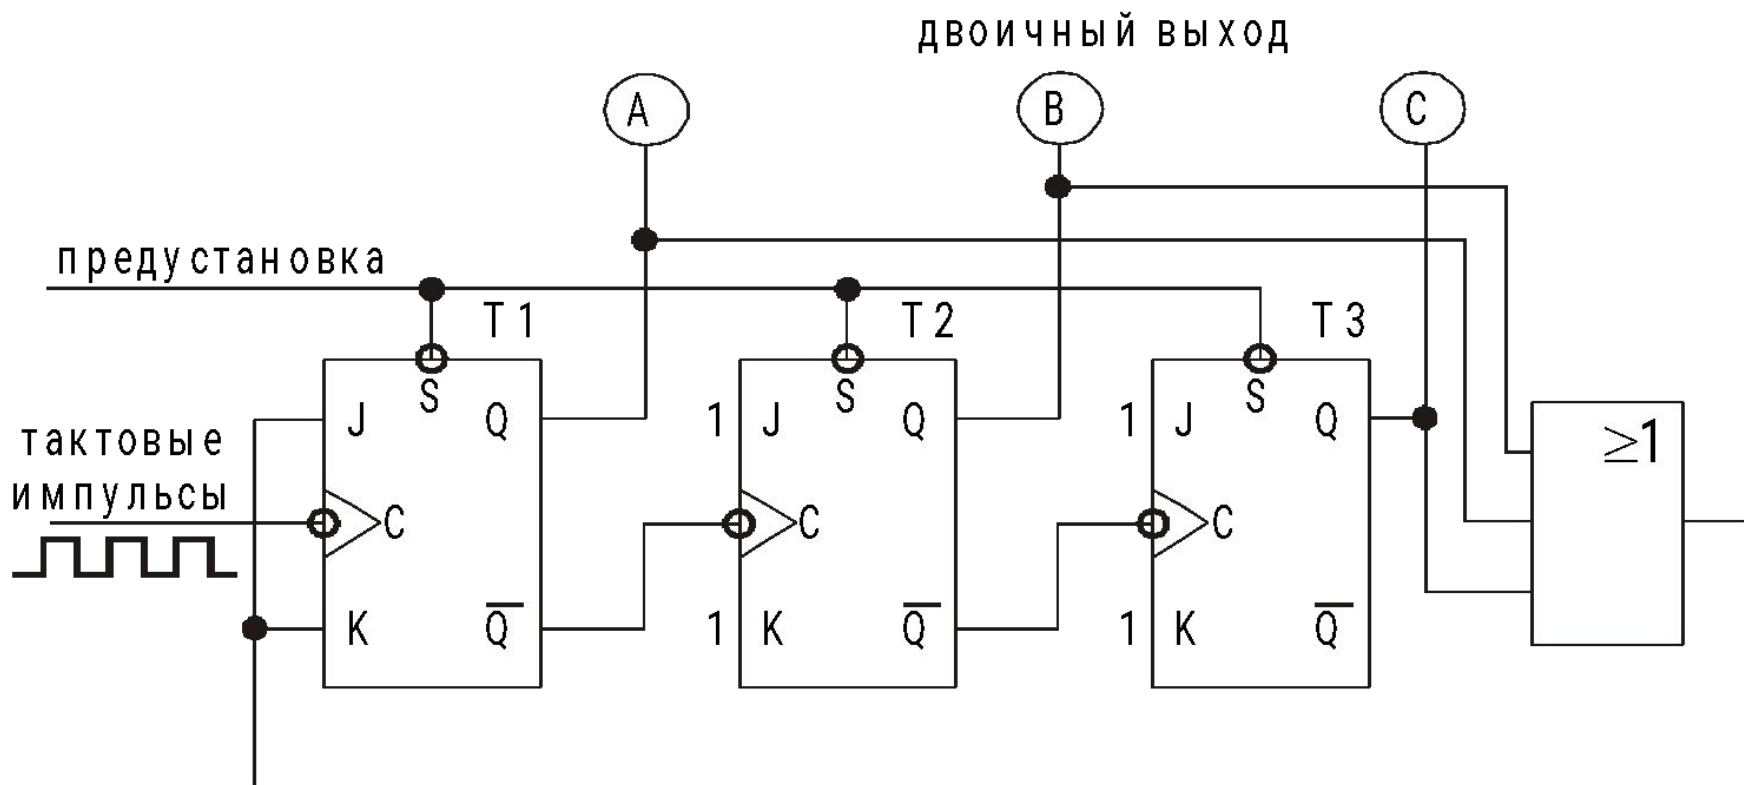 двоичный выход
A B C
предустановка
T1 T2 T3
S S S
J Q 1 J Q 1 J Q ≥1
тактовые
импульсы
C C C
K Q̅ 1 K Q̅ 1 K Q̅